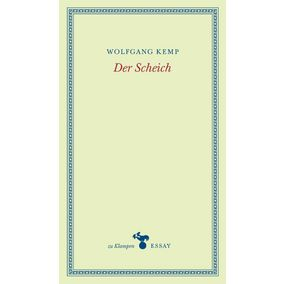 WOLFGANG KEMP
Der Scheich
zu Klampen ESSAY